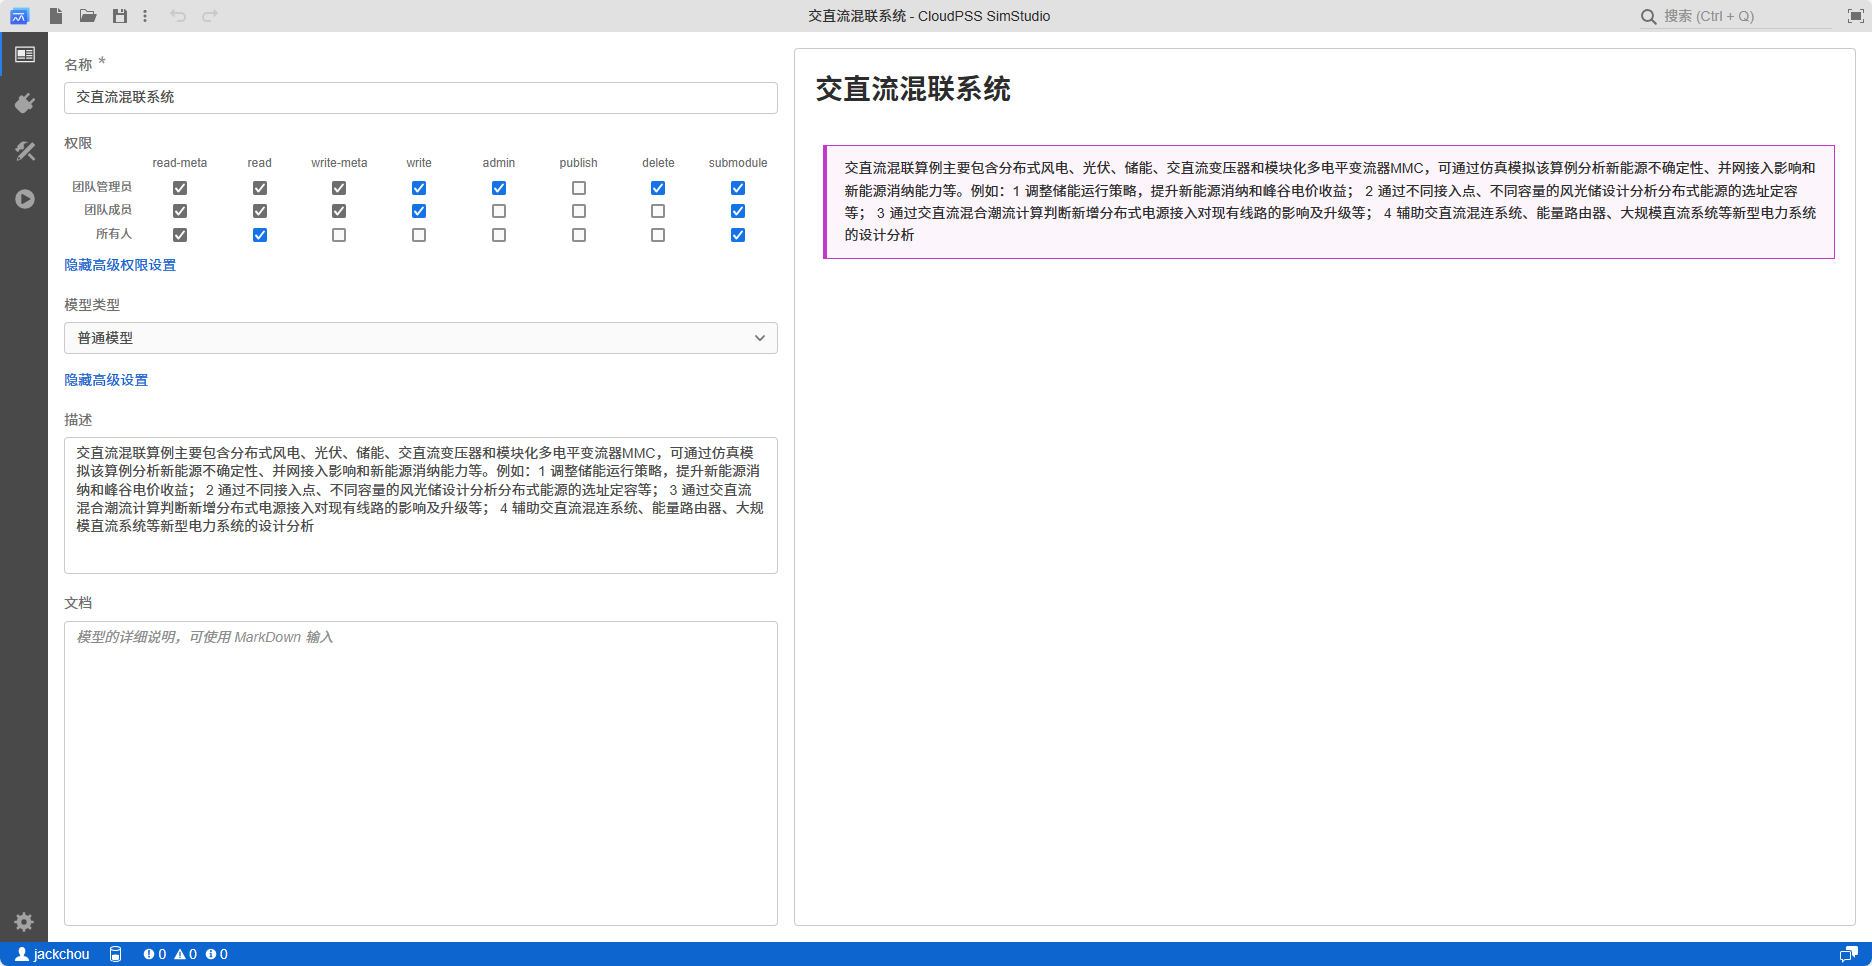 交直流混联系统 - CloudPSS SimStudio
搜索 (Ctrl + Q)
名称 *
交直流混联系统
权限
read-meta read write-meta write admin publish delete submodule
团队管理员
团队成员
所有人
隐藏高级权限设置
模型类型
普通模型
隐藏高级设置
描述
交直流混联算例主要包含分布式风电、光伏、储能、交直流变压器和模块化多电平变流器MMC，可通过仿真模
拟该算例分析新能源不确定性、并网接入影响和新能源消纳能力等。例如：1 调整储能运行策略，提升新能源消
纳和峰谷电价收益； 2 通过不同接入点、不同容量的风光储设计分析分布式能源的选址定容等； 3 通过交直流
混合潮流计算判断新增分布式电源接入对现有线路的影响及升级等； 4 辅助交直流混连系统、能量路由器、大规
模直流系统等新型电力系统的设计分析
文档
模型的详细说明，可使用 MarkDown 输入
交直流混联系统
交直流混联算例主要包含分布式风电、光伏、储能、交直流变压器和模块化多电平变流器MMC，可通过仿真模拟该算例分析新能源不确定性、并网接入影响和
新能源消纳能力等。例如：1 调整储能运行策略，提升新能源消纳和峰谷电价收益； 2 通过不同接入点、不同容量的风光储设计分析分布式能源的选址定容
等； 3 通过交直流混合潮流计算判断新增分布式电源接入对现有线路的影响及升级等； 4 辅助交直流混连系统、能量路由器、大规模直流系统等新型电力系统
的设计分析
jackchou 0 0 0